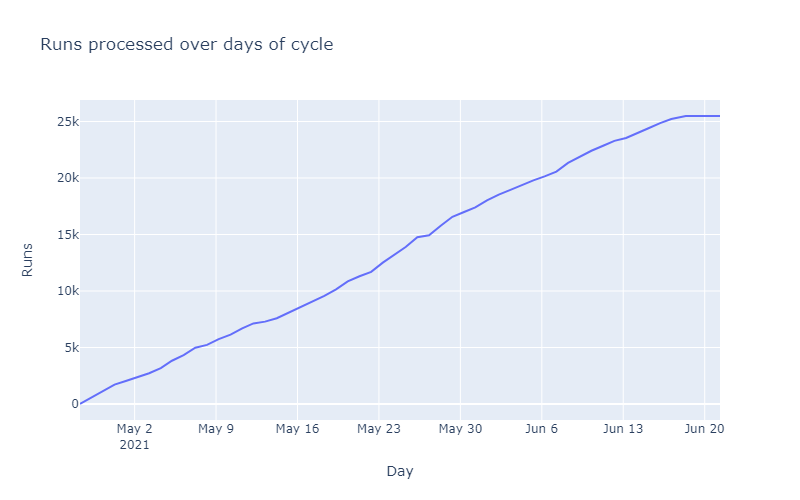 Runs processed over days of cycle
25k
20k
15k
10k
5k
0
Runs
May 2
2021
May 9
May 16
May 23
May 30
Jun 6
Jun 13
Jun 20
Day